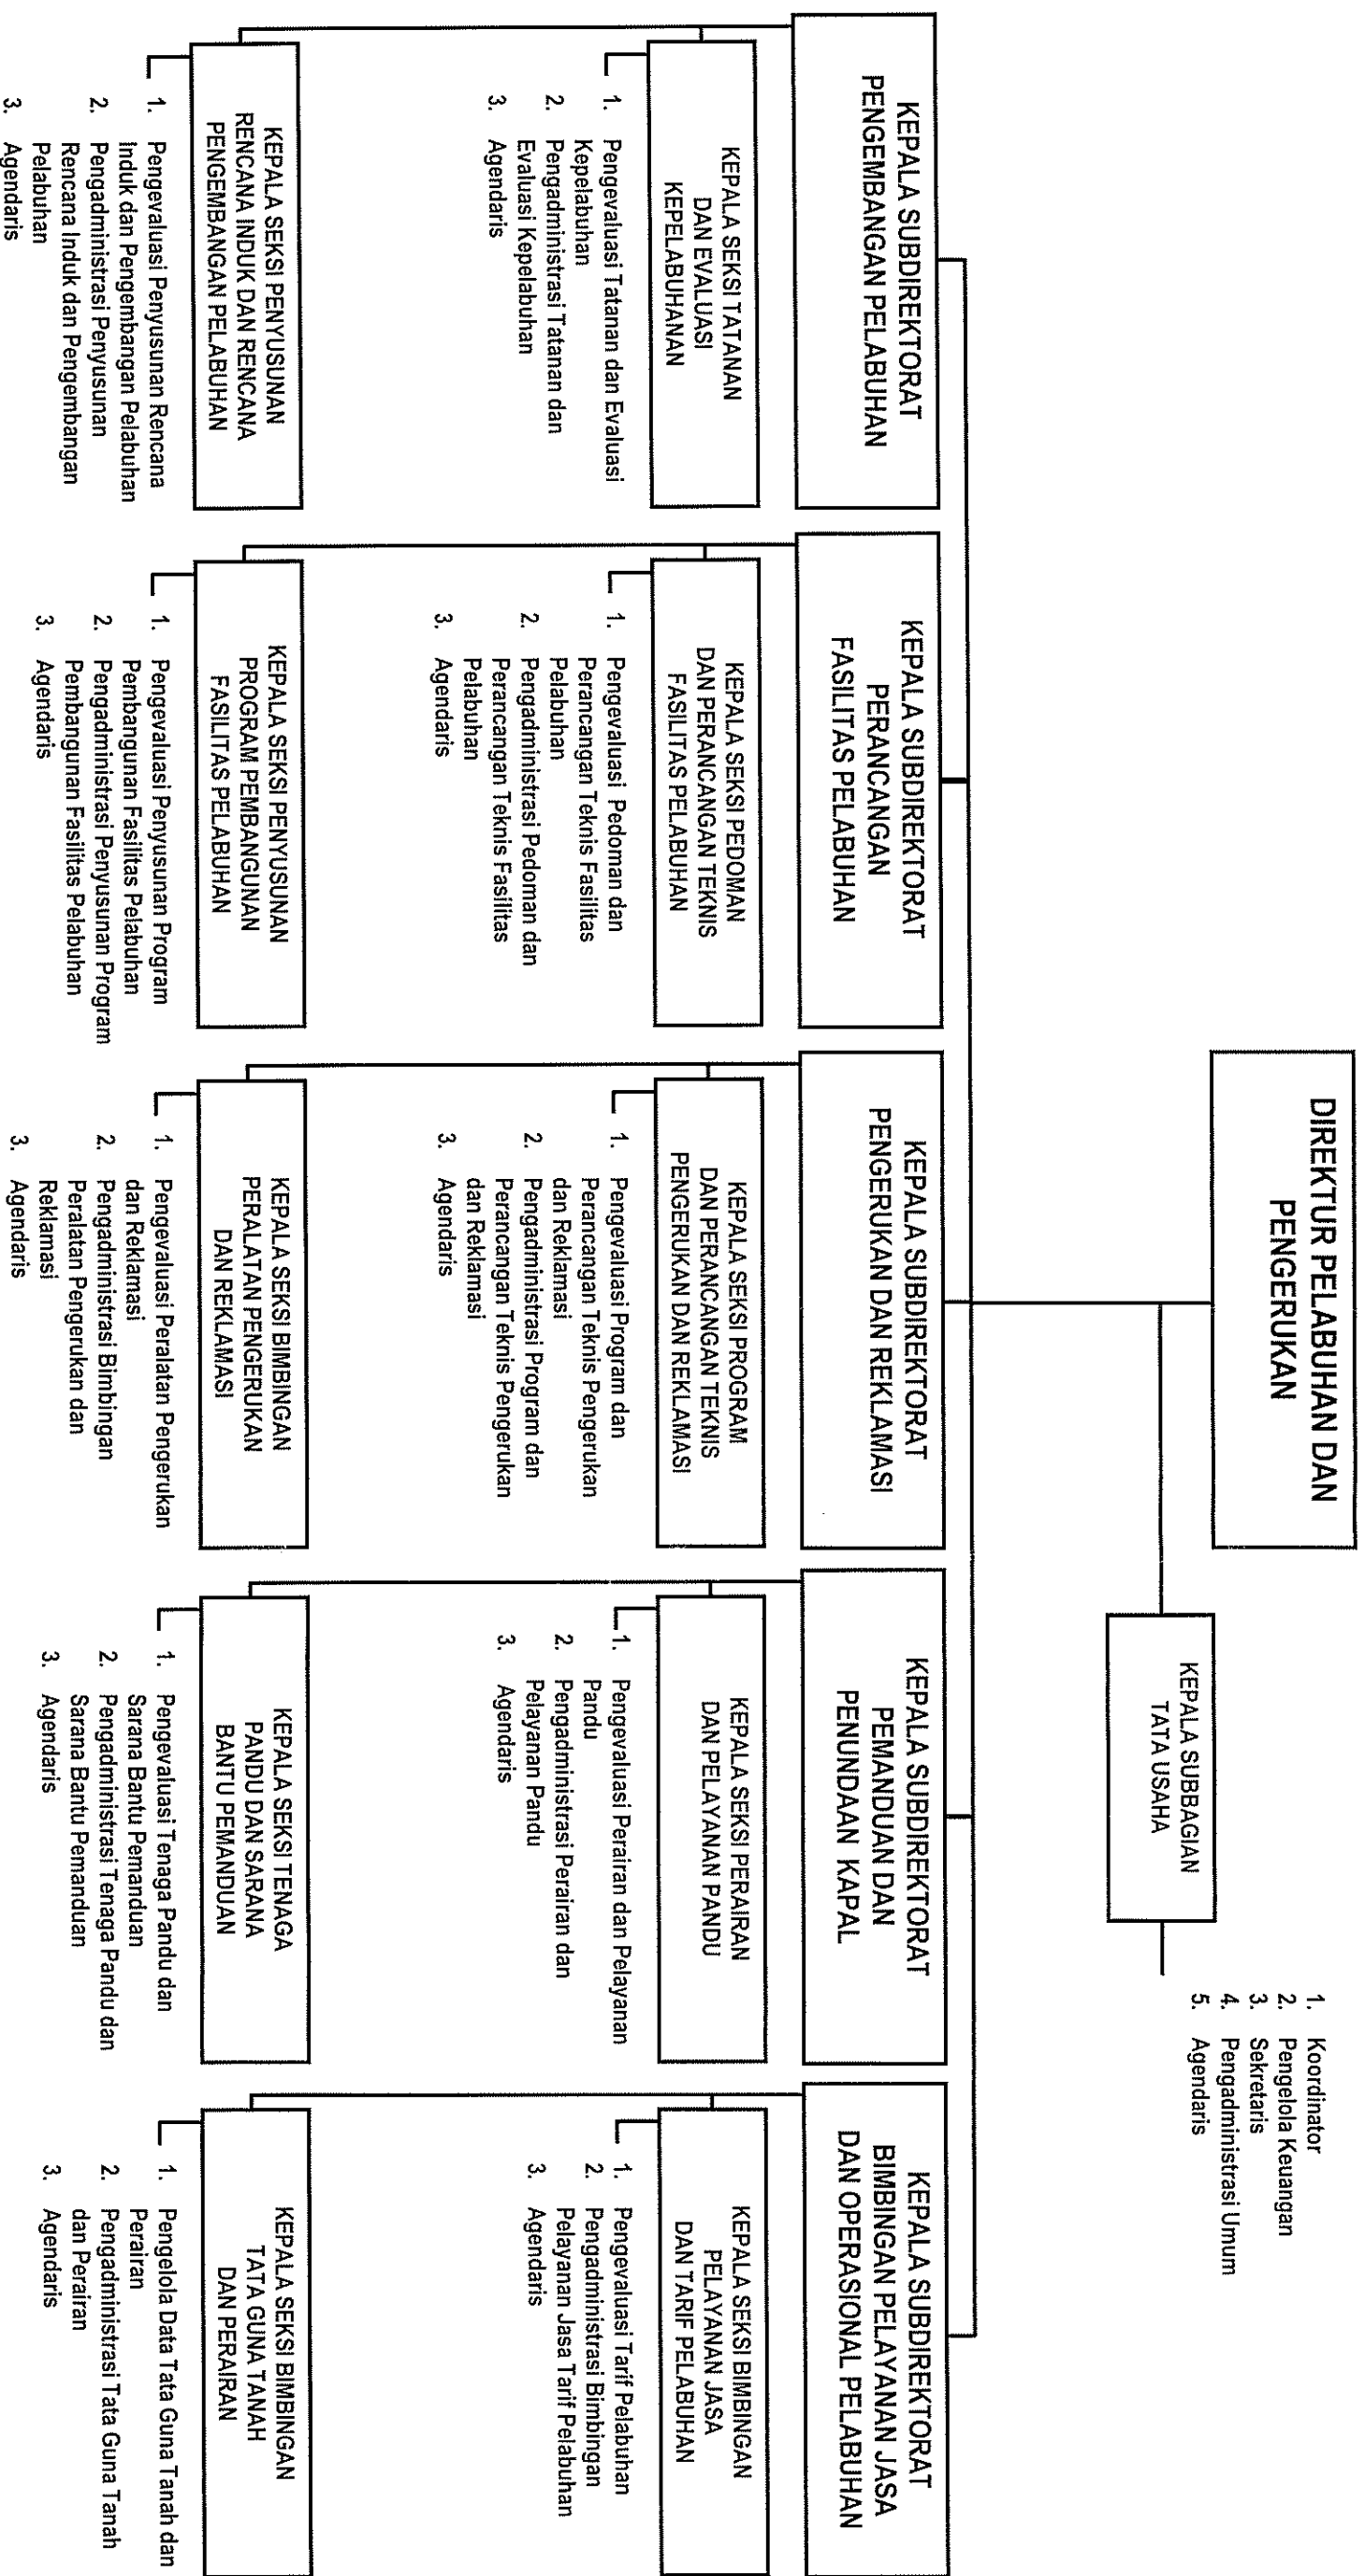 DIREKTUR PELABUHAN DAN
PENGERUKAN
KEPALA SUBBAGIAN
TATA USAHA
1. Koordinator
2. Pengelola Keuangan
3. Sekretaris
4. Pengadministrasi Umum
5. Agendaris
KEPALA SUBDIREKTORAT
PENGEMBANGAN PELABUHAN
KEPALA SEKSI TATANAN
DAN EVALUASI
KEPELABUHANAN
1. Pengevaluasi Tatanan dan Evaluasi
Kepelabuhan
2. Pengadministrasi Tatanan dan
Evaluasi Kepelabuhan
3. Agendaris
KEPALA SEKSI PENYUSUNAN
RENCANA INDUK DAN RENCANA
PENGEMBANGAN PELABUHAN
1. Pengevaluasi Penyusunan Rencana
Induk dan Pengembangan Pelabuhan
2. Pengadministrasi Penyusunan
Rencana Induk dan Pengembangan
Pelabuhan
3. Agendaris
KEPALA SUBDIREKTORAT
PERANCANGAN
FASILITAS PELABUHAN
KEPALA SEKSI PEDOMAN
DAN PERANCANGAN TEKNIS
FASILITAS PELABUHAN
1. Pengevaluasi Pedoman dan
Perancangan Teknis Fasilitas
Pelabuhan
2. Pengadministrasi Pedoman dan
Perancangan Teknis Fasilitas
Pelabuhan
3. Agendaris
KEPALA SEKSI PENYUSUNAN
PROGRAM PEMBANGUNAN
FASILITAS PELABUHAN
1. Pengevaluasi Penyusunan Program
Pembangunan Fasilitas Pelabuhan
2. Pengadministrasi Penyusunan Program
Pembangunan Fasilitas Pelabuhan
3. Agendaris
KEPALA SUBDIREKTORAT
PENGERUKAN DAN REKLAMASI
KEPALA SEKSI PROGRAM
DAN PERANCANGAN TEKNIS
PENGERUKAN DAN REKLAMASI
1. Pengevaluasi Program dan
Perancangan Teknis Pengerukan
dan Reklamasi
2. Pengadministrasi Program dan
Perancangan Teknis Pengerukan
dan Reklamasi
3. Agendaris
KEPALA SEKSI BIMBINGAN
PERALATAN PENGERUKAN
DAN REKLAMASI
1. Pengevaluasi Peralatan Pengerukan
dan Reklamasi
2. Pengadministrasi Bimbingan
Peralatan Pengerukan dan
Reklamasi
3. Agendaris
KEPALA SUBDIREKTORAT
PEMANDUAN DAN
PENUNDAAN KAPAL
KEPALA SEKSI PERAIRAN
DAN PELAYANAN PANDU
1. Pengevaluasi Perairan dan Pelayanan
Pandu
2. Pengadministrasi Perairan dan
Pelayanan Pandu
3. Agendaris
KEPALA SEKSI TENAGA
PANDU DAN SARANA
BANTU PEMANDUAN
1. Pengevaluasi Tenaga Pandu dan
Sarana Bantu Pemanduan
2. Pengadministrasi Tenaga Pandu dan
Sarana Bantu Pemanduan
3. Agendaris
KEPALA SUBDIREKTORAT
BIMBINGAN PELAYANAN JASA
DAN OPERASIONAL PELABUHAN
KEPALA SEKSI BIMBINGAN
PELAYANAN JASA
DAN TARIF PELABUHAN
1. Pengevaluasi Tarif Pelabuhan
2. Pengadministrasi Bimbingan
Pelayanan Jasa Tarif Pelabuhan
3. Agendaris
KEPALA SEKSI BIMBINGAN
TATA GUNA TANAH
DAN PERAIRAN
1. Pengelola Data Tata Guna Tanah dan
Perairan
2. Pengadministrasi Tata Guna Tanah
dan Perairan
3. Agendaris